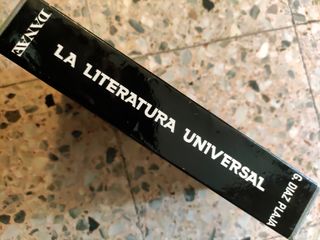 DANAE
LA LITERATURA UNIVERSAL
G. DIAZ PLAJA